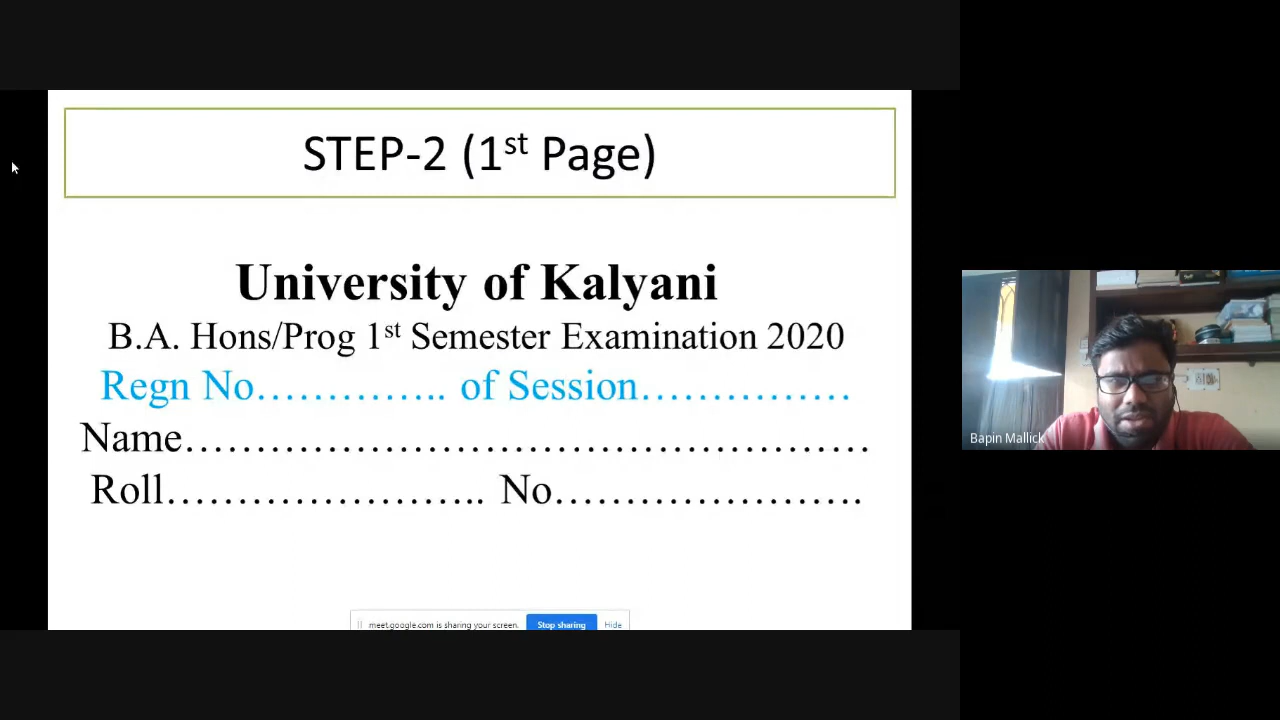 STEP-2 (1st Page)
University of Kalyani
B.A. Hons/Prog 1st Semester Examination 2020
Regn No………….. of Session……………
Name…………………………………………
Roll………………….. No………………….
Bapin Mallick
meet.google.com is sharing your screen. Stop sharing Hide